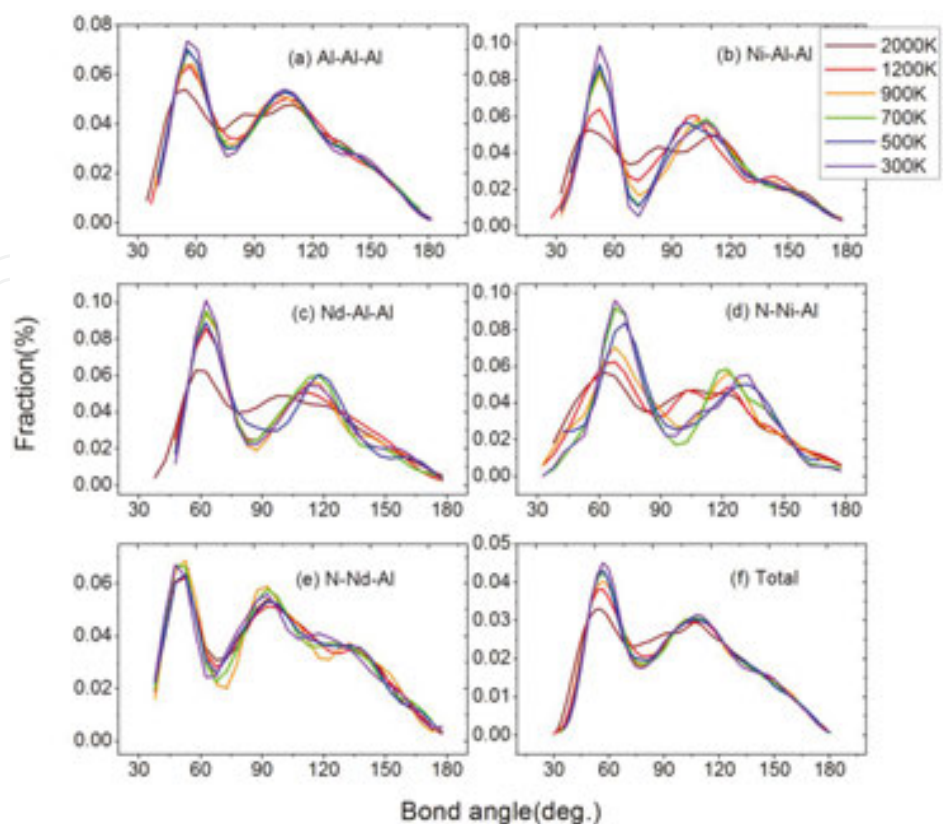 0.08
0.06
0.04
0.02
0.00
(a) Al-Al-Al
30 60 90 120 150 180
0.10
0.08
0.06
0.04
0.02
0.00
(b) Ni-Al-Al
30 60 90 120 150 180
2000K
1200K
900K
700K
500K
300K
0.10
0.08
0.06
0.04
0.02
0.00
(c) Nd-Al-Al
30 60 90 120 150 180
0.10
0.08
0.06
0.04
0.02
0.00
(d) N-Ni-Al
30 60 90 120 150 180
0.06
0.04
0.02
0.00
(e) N-Nd-Al
30 60 90 120 150 180
0.05
0.04
0.03
0.02
0.01
0.00
(f) Total
30 60 90 120 150 180
Fraction(%)
Bond angle(deg.)